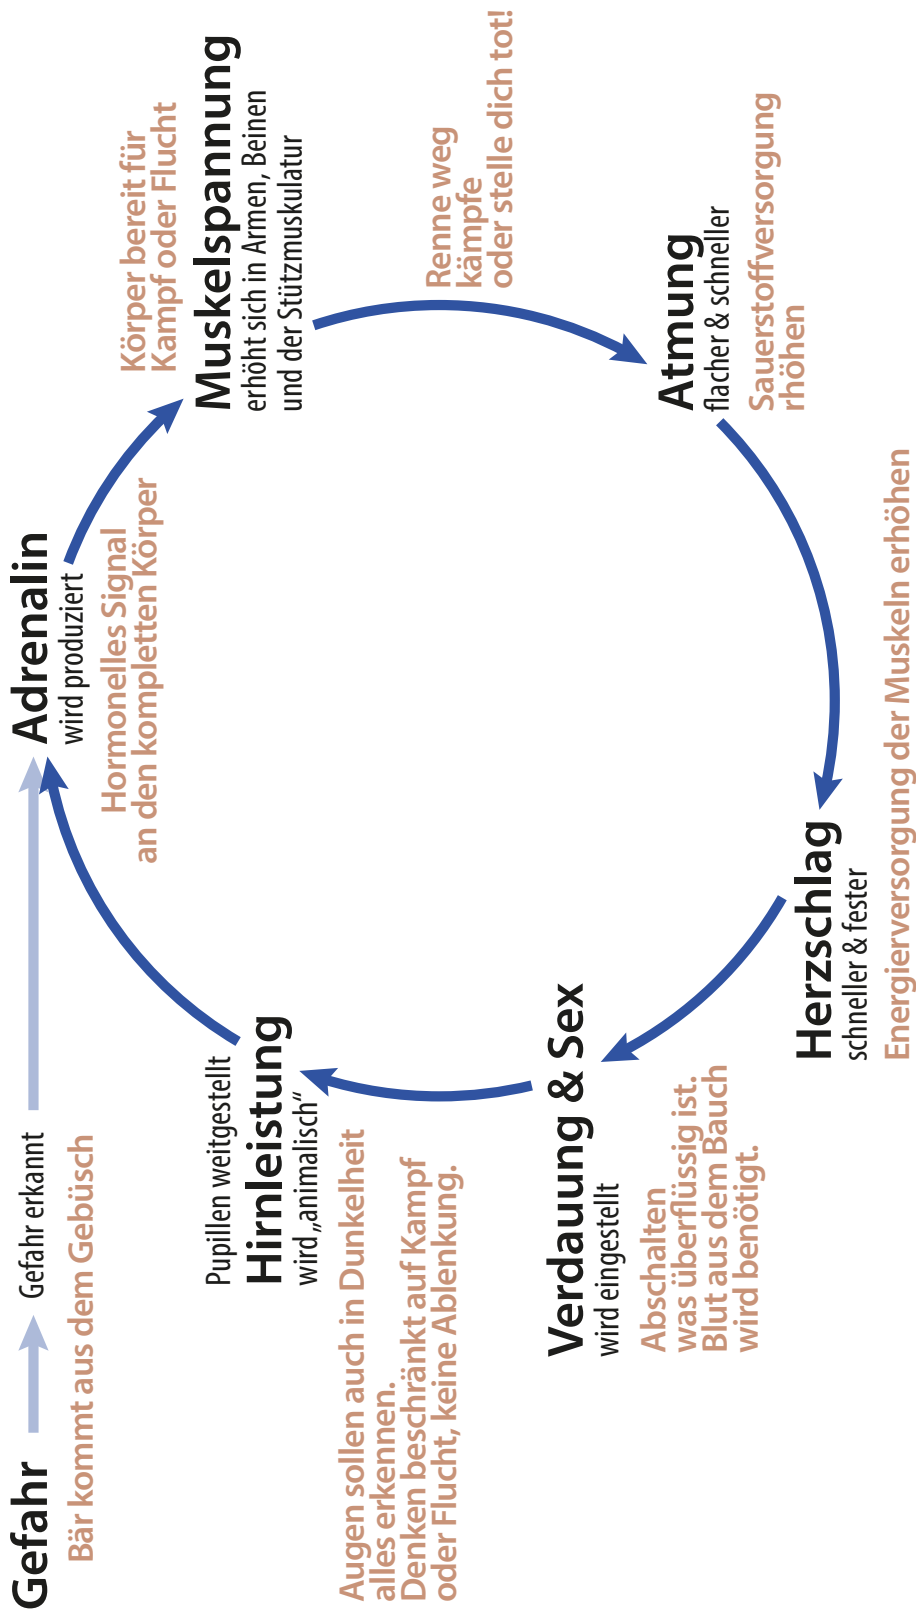 Gefahr
Bär kommt aus dem Gebüsch
Gefahr erkannt
Adrenalin
wird produziert
Hormonelles Signal
an den kompletten Körper
Körper bereit für
Kampf oder Flucht
Muskelspannung
erhöht sich in Armen, Beinen
und der Stützmuskulatur
Renne weg
kämpfe
oder stelle dich tot!
Atmung
flacher & schneller
Sauerstoffversorgung
rhöhen
Herzschlag
schneller & fester
Energierversorgung der Muskeln erhöhen
Verdauung & Sex
wird eingestellt
Abschalten
was überflüssig ist.
Blut aus dem Bauch
wird benötigt.
Pupillen weitgestellt
Hirnleistung
wird „animalisch“
Augen sollen auch in Dunkelheit
alles erkennen.
Denken beschränkt auf Kampf
oder Flucht, keine Ablenkung.